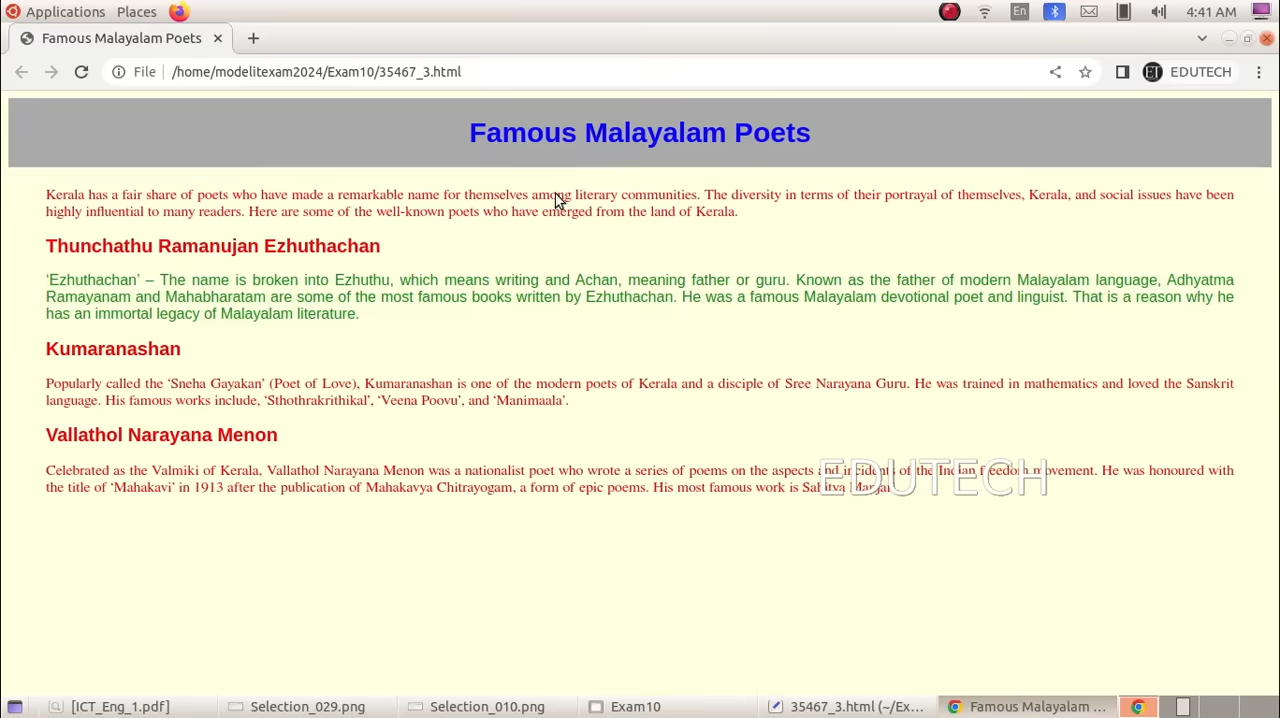 Applications Places En 4:41 AM
Famous Malayalam Poets
File /home/modelitexam2024/Exam10/35467_3.html ET EDUTECH
Famous Malayalam Poets
Kerala has a fair share of poets who have made a remarkable name for themselves among literary communities. The diversity in terms of their portrayal of themselves, Kerala, and social issues have been
highly influential to many readers. Here are some of the well-known poets who have emerged from the land of Kerala.
Thunchathu Ramanujan Ezhuthachan
‘Ezhuthachan’ – The name is broken into Ezhuthu, which means writing and Achan, meaning father or guru. Known as the father of modern Malayalam language, Adhyatma
Ramayanam and Mahabharatam are some of the most famous books written by Ezhuthachan. He was a famous Malayalam devotional poet and linguist. That is a reason why he
has an immortal legacy of Malayalam literature.
Kumaranashan
Popularly called the ‘Sneha Gayakan’ (Poet of Love), Kumaranashan is one of the modern poets of Kerala and a disciple of Sree Narayana Guru. He was trained in mathematics and loved the Sanskrit
language. His famous works include, ‘Sthothrakrithikal’, ‘Veena Poovu’, and ‘Manimaala’.
Vallathol Narayana Menon
Celebrated as the Valmiki of Kerala, Vallathol Narayana Menon was a nationalist poet who wrote a series of poems on the aspects and incidents of the Indian freedom movement. He was honoured with
the title of ‘Mahakavi’ in 1913 after the publication of Mahakavya Chitrayogam, a form of epic poems. His most famous work is Sahitya
EDUTECH
[ICT_Eng_1.pdf] Selection_029.png Selection_010.png Exam10 35467_3.html (~/Ex... Famous Malayalam ...